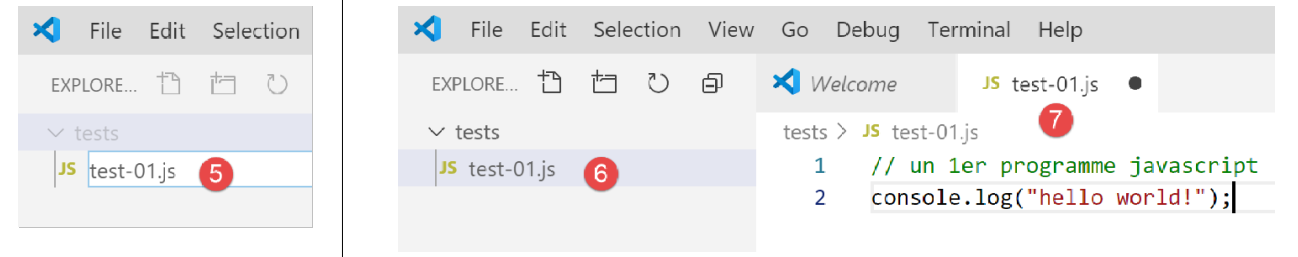 File Edit Selection
EXPLORE...
tests
JS test-01.js 5
File Edit Selection View Go Debug Terminal Help
EXPLORE...
tests
JS test-01.js 6
Welcome JS test-01.js
7
tests > JS test-01.js
1 // un 1er programme javascript
2 console.log("hello world!");